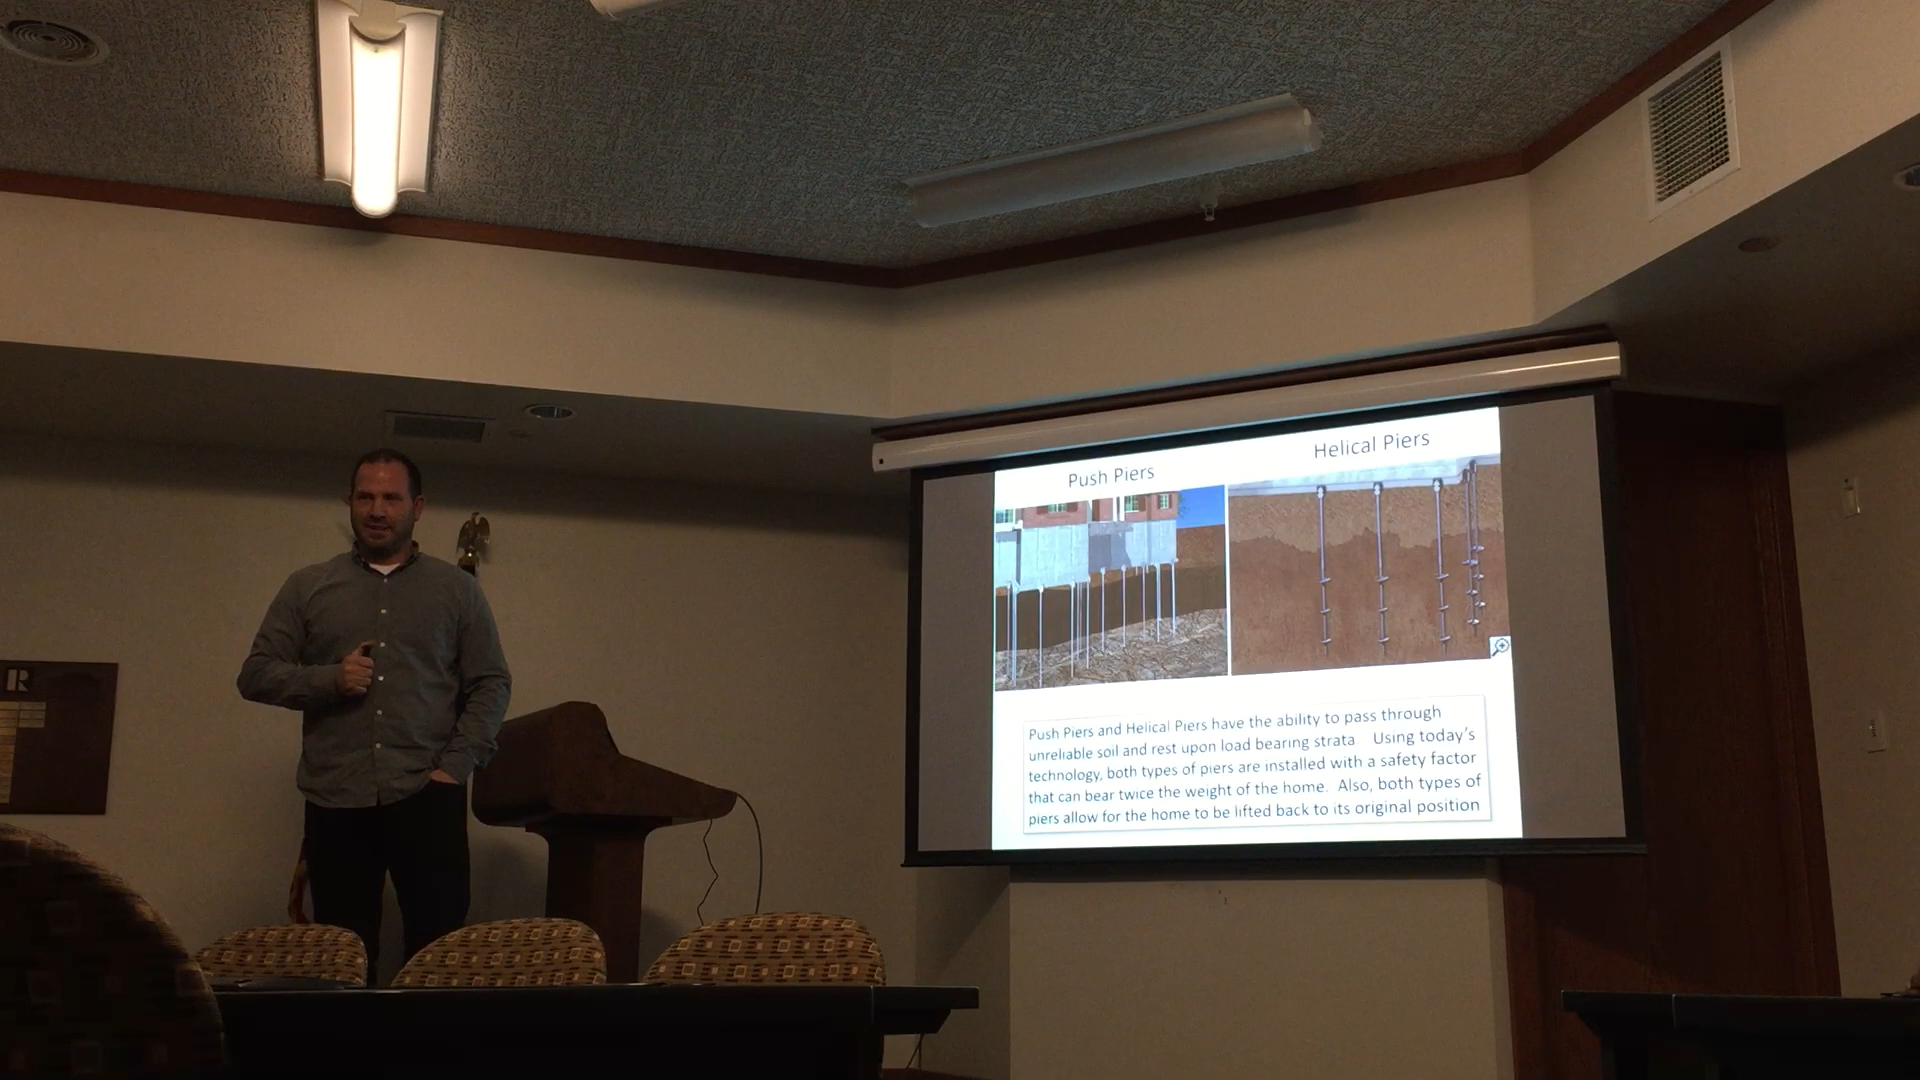 Push Piers
Helical Piers
Push Piers and Helical Piers have the ability to pass through
unreliable soil and rest upon load bearing strata. Using today's
technology, both types of piers are installed with a safety factor
that can bear twice the weight of the home. Also, both types of
piers allow for the home to be lifted back to its original position
R